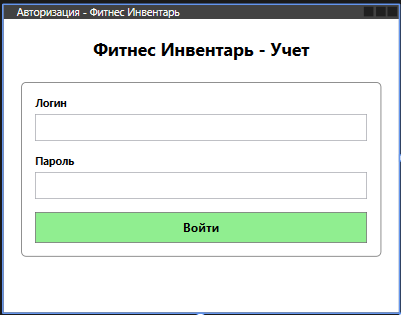 Авторизация - Фитнес Инвентарь
Фитнес Инвентарь - Учет
Логин
Пароль
Войти